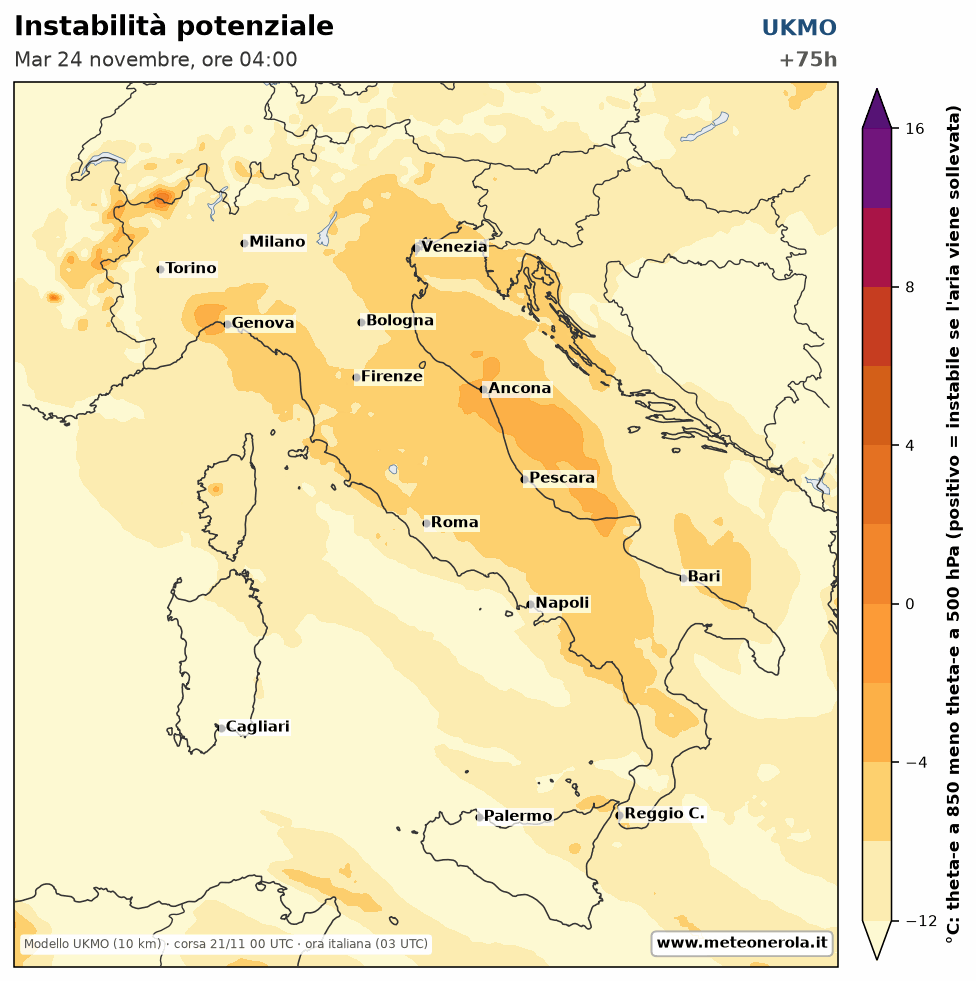 Instabilità potenziale
UKMO
Mar 24 novembre, ore 04:00
+75h
16
8
4
0
−4
−12
°C: theta-e a 850 meno theta-e a 500 hPa (positivo = instabile se l'aria viene sollevata)
Venezia
Milano
Torino
Genova
Bologna
Firenze
Ancona
Pescara
Roma
Bari
Napoli
Cagliari
Palermo
Reggio C.
Modello UKMO (10 km) · corsa 21/11 00 UTC · ora italiana (03 UTC)
www.meteonerola.it